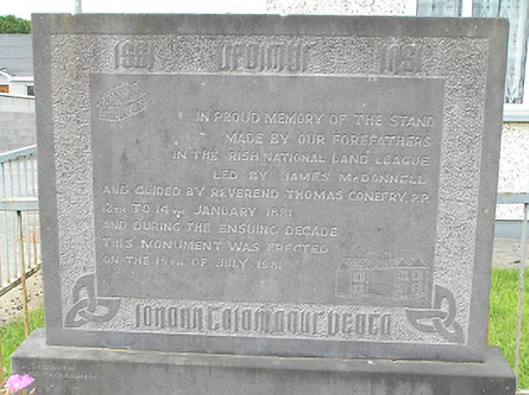 1881 1981
IN PROUD MEMORY OF THE STAND
MADE BY OUR FOREFATHERS
IN THE IRISH NATIONAL LAND LEAGUE
LED BY JAMES McDONNELL
AND GUIDED BY REVEREND THOMAS CONEFRY, P.P.
12TH TO 14TH JANUARY 1881
AND DURING THE ENSUING DECADE
THIS MONUMENT WAS ERECTED
ON THE 19TH OF JULY 1981